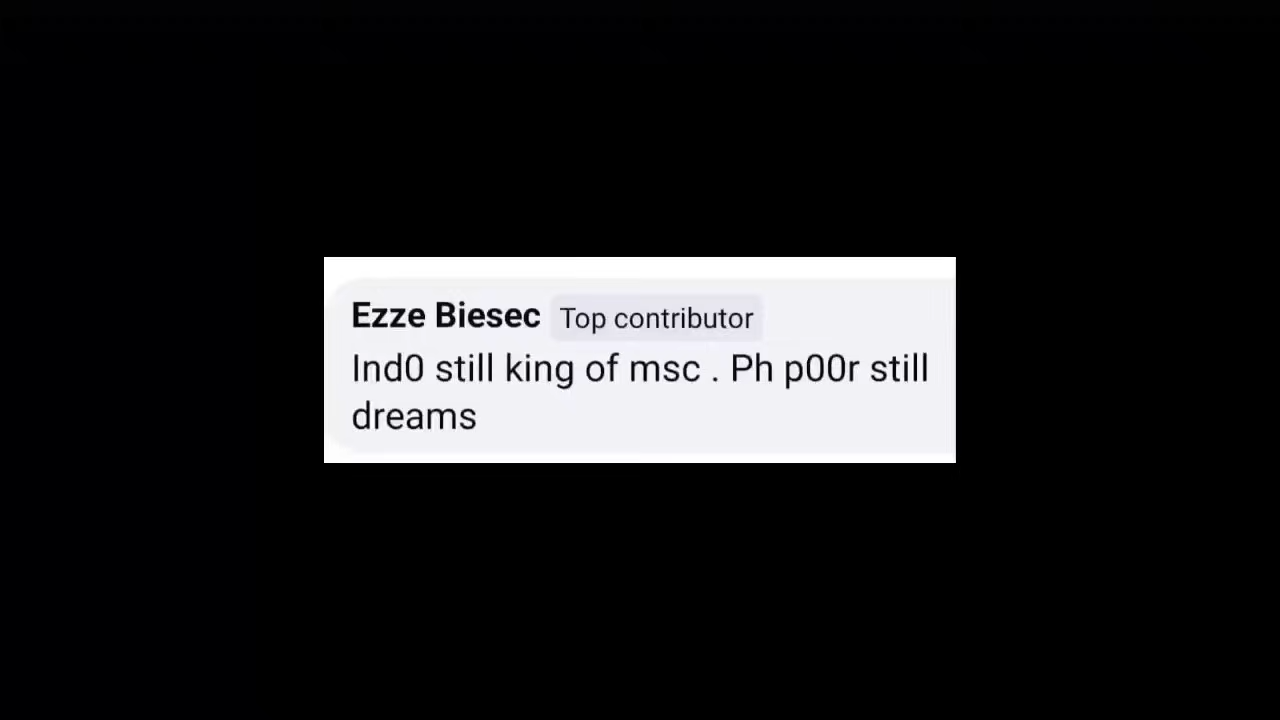 Ezze Biesec Top contributor
Ind0 still king of msc . Ph p00r still
dreams